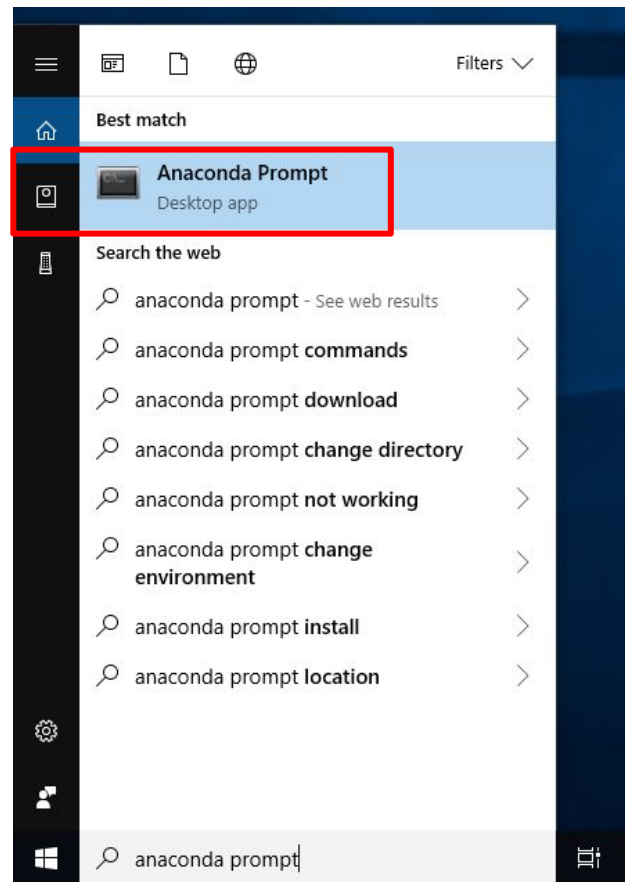 Filters
Best match
Anaconda Prompt
Desktop app
Search the web
anaconda prompt - See web results
anaconda prompt commands
anaconda prompt download
anaconda prompt change directory
anaconda prompt not working
anaconda prompt change
environment
anaconda prompt install
anaconda prompt location
anaconda prompt